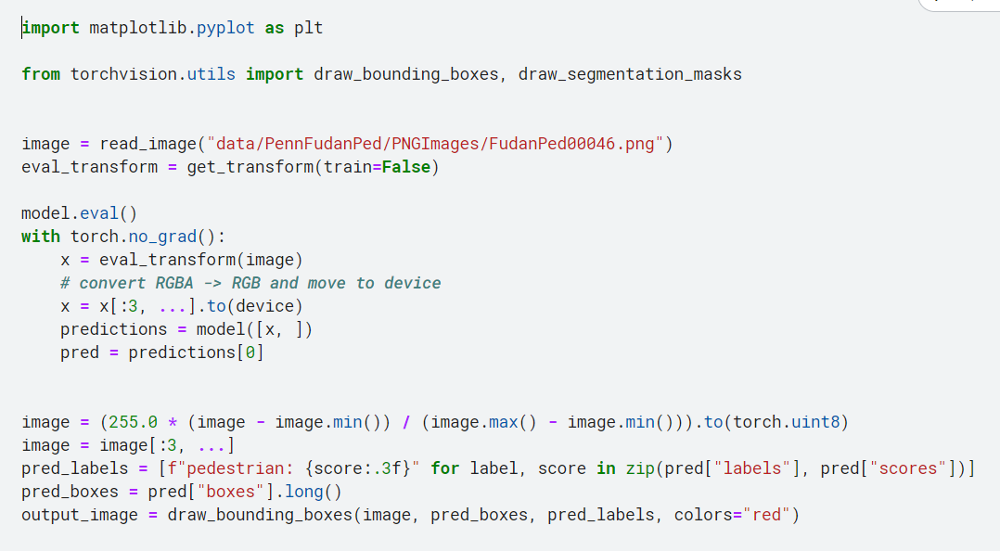 import matplotlib.pyplot as plt
from torchvision.utils import draw_bounding_boxes, draw_segmentation_masks
image = read_image("data/PennFudanPed/PNGImages/FudanPed00046.png")
eval_transform = get_transform(train=False)
model.eval()
with torch.no_grad():
    x = eval_transform(image)
    # convert RGBA -> RGB and move to device
    x = x[:3, ...].to(device)
    predictions = model([x, ])
    pred = predictions[0]
image = (255.0 * (image - image.min()) / (image.max() - image.min())).to(torch.uint8)
image = image[:3, ...]
pred_labels = [f"pedestrian: {score:.3f}" for label, score in zip(pred["labels"], pred["scores"])]
pred_boxes = pred["boxes"].long()
output_image = draw_bounding_boxes(image, pred_boxes, pred_labels, colors="red")